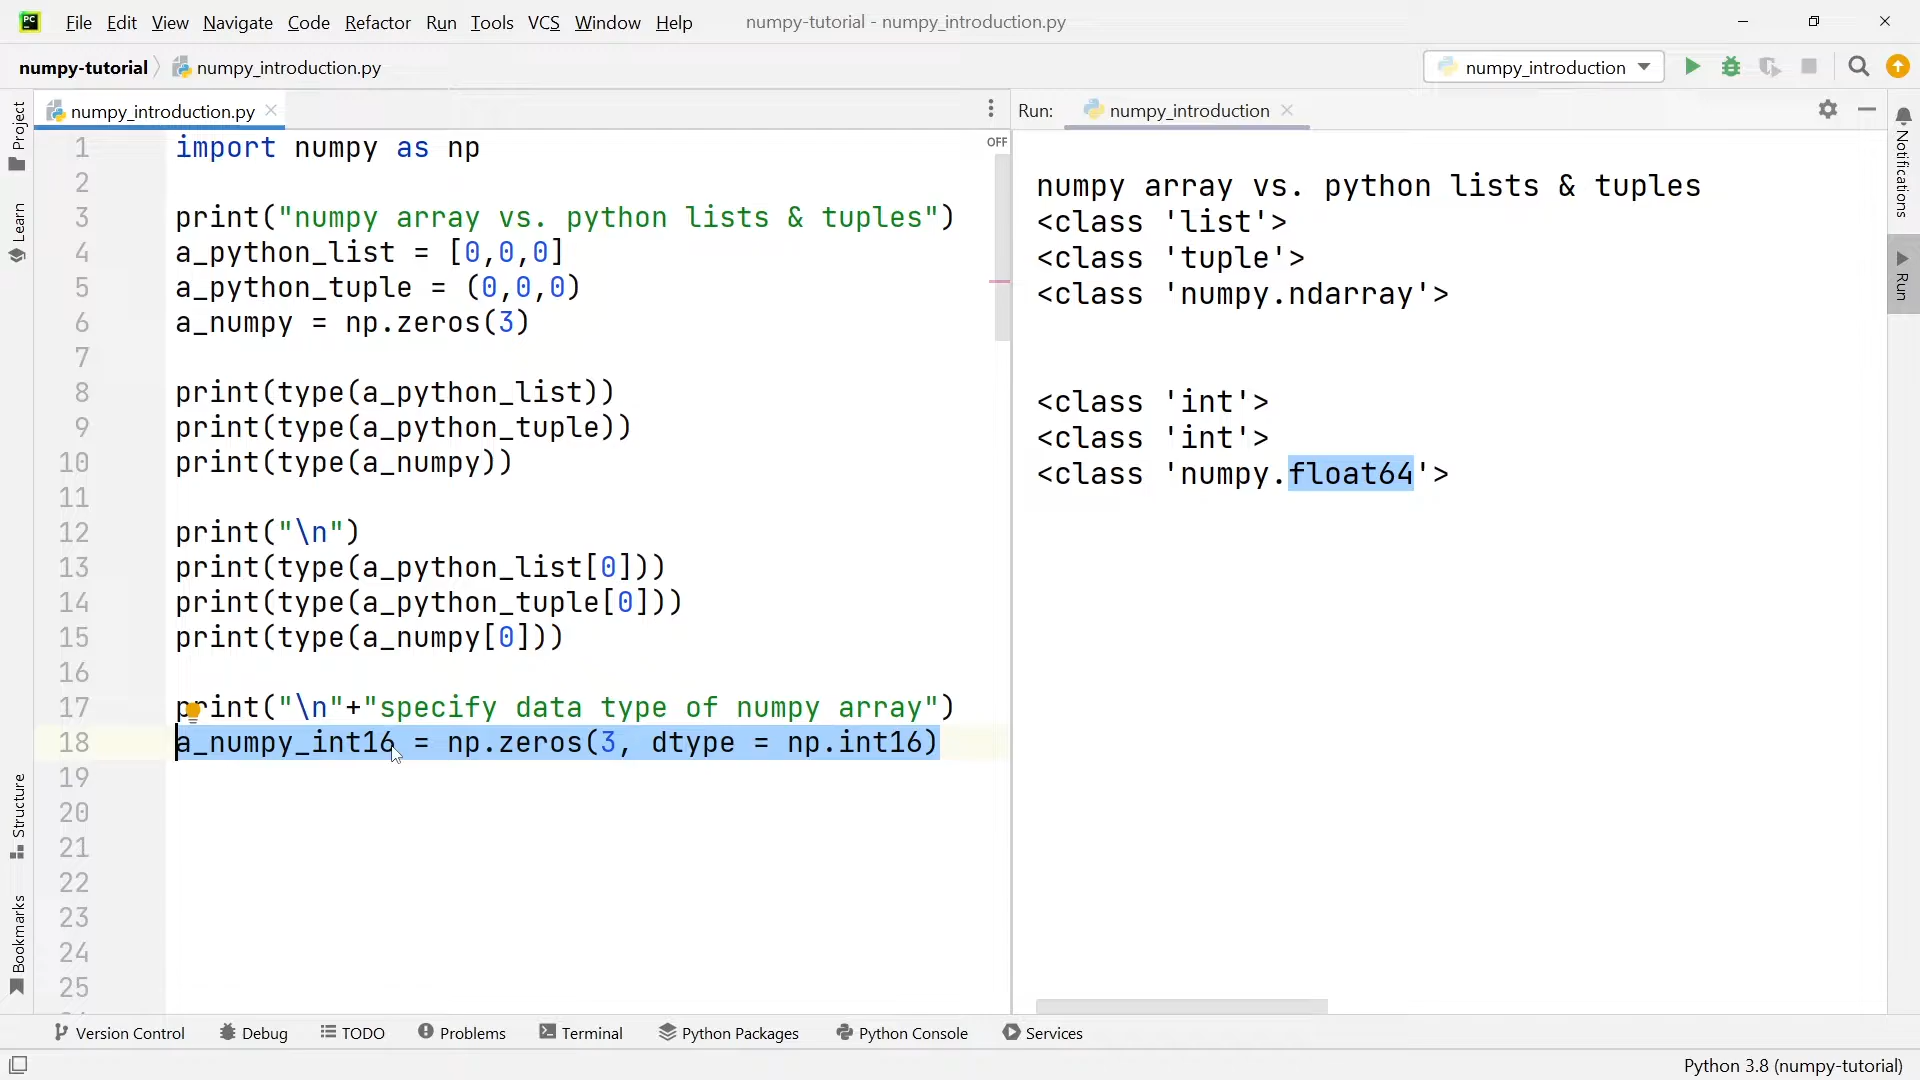 PC File Edit View Navigate Code Refactor Run Tools VCS Window Help numpy-tutorial - numpy_introduction.py
numpy-tutorial numpy_introduction.py numpy_introduction
numpy_introduction.py
Run: numpy_introduction
OFF
Project
Learn
Structure
Bookmarks
1 import numpy as np
2
3 print("numpy array vs. python lists & tuples")
4 a_python_list = [0,0,0]
5 a_python_tuple = (0,0,0)
6 a_numpy = np.zeros(3)
7
8 print(type(a_python_list))
9 print(type(a_python_tuple))
10 print(type(a_numpy))
11
12 print("\n")
13 print(type(a_python_list[0]))
14 print(type(a_python_tuple[0]))
15 print(type(a_numpy[0]))
16
17 print("\n"+"specify data type of numpy array")
18 a_numpy_int16 = np.zeros(3, dtype = np.int16)
19
20
21
22
23
24
25
numpy array vs. python lists & tuples
<class 'list'>
<class 'tuple'>
<class 'numpy.ndarray'>
<class 'int'>
<class 'int'>
<class 'numpy.float64'>
Notifications
Run
Version Control Debug TODO Problems Terminal Python Packages Python Console Services
Python 3.8 (numpy-tutorial)